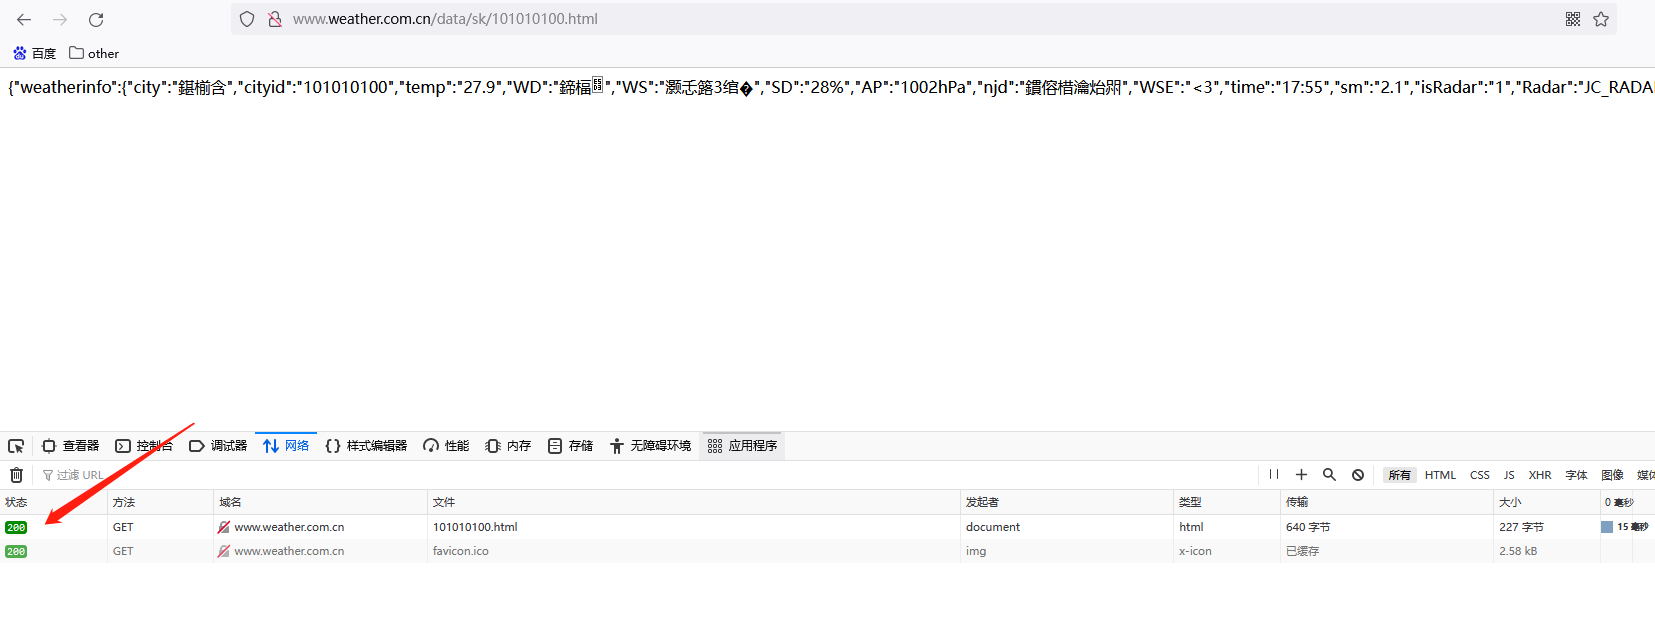 www.weather.com.cn/data/sk/101010100.html
百度 other
{"weatherinfo":{"city":"鍖椾含","cityid":"101010100","temp":"27.9","WD":"鍗楅","WS":"灏忎簬3绾�","SD":"28%","AP":"1002hPa","njd":"鏆傛棤瀹炲喌","WSE":"<3","time":"17:55","sm":"2.1","isRadar":"1","Radar":"JC_RADA
查看器 控制台 调试器 网络 样式编辑器 性能 内存 存储 无障碍环境 应用程序
过滤 URL 所有 HTML CSS JS XHR 字体 图像 媒体
状态 方法 域名 文件 发起者 类型 传输 大小 0 毫秒
200 GET www.weather.com.cn 101010100.html document html 640 字节 227 字节 15 毫秒
200 GET www.weather.com.cn favicon.ico img x-icon 已缓存 2.58 kB